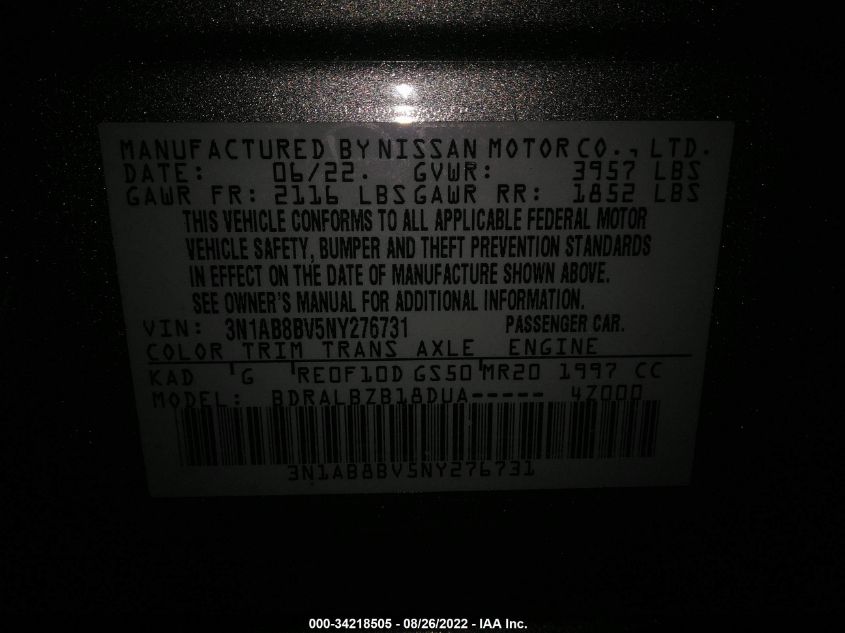 MANUFACTURED BY NISSAN MOTOR CO., LTD.
DATE: 06/22. GVWR: 3957 LBS
GAWR FR: 2116 LBS GAWR RR: 1852 LBS
THIS VEHICLE CONFORMS TO ALL APPLICABLE FEDERAL MOTOR
VEHICLE SAFETY, BUMPER AND THEFT PREVENTION STANDARDS
IN EFFECT ON THE DATE OF MANUFACTURE SHOWN ABOVE.
SEE OWNER'S MANUAL FOR ADDITIONAL INFORMATION.
VIN: 3N1AB8BV5NY276731 PASSENGER CAR.
COLOR TRIM TRANS AXLE ENGINE
KAD G RE0F10D GS50 MR20 1997 CC
MODEL: BDRALBZB18DUA----- 4Z000
3N1AB8BV5NY276731
000-34218505 - 08/26/2022 - IAA Inc.